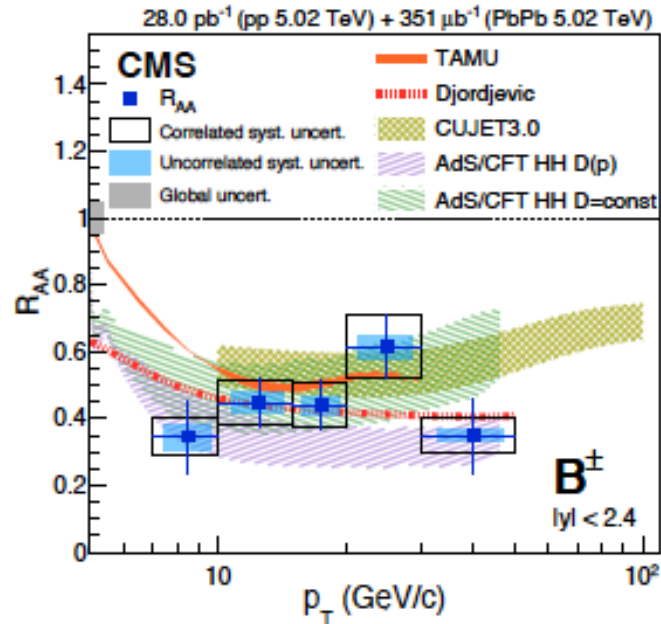 28.0 pb⁻¹ (pp 5.02 TeV) + 351 μb⁻¹ (PbPb 5.02 TeV)
CMS
R_AA
Correlated syst. uncert.
Uncorrelated syst. uncert.
Global uncert.
TAMU
Djordjevic
CUJET3.0
AdS/CFT HH D(p)
AdS/CFT HH D=const
R_AA
1.4
1.2
1
0.8
0.6
0.4
0.2
0
B±
|y| < 2.4
10
10²
p_T (GeV/c)